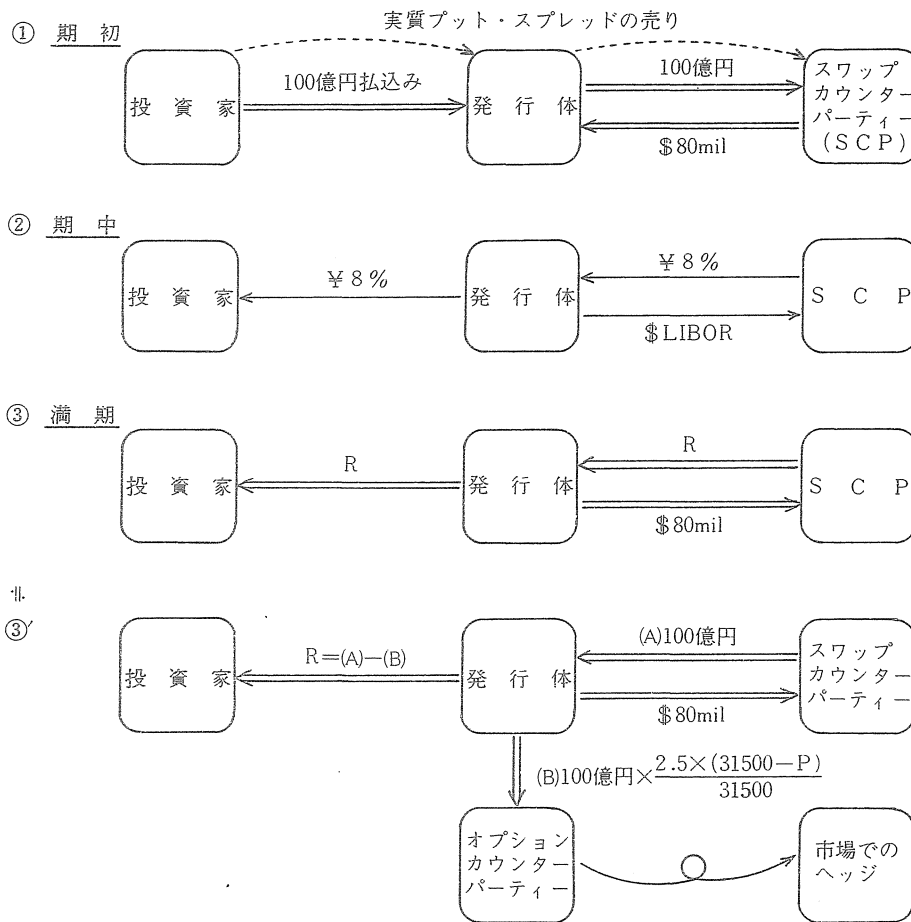 実質プット・スプレッドの売り
① 期初
投資家
100億円払込み
発行体
100億円
$80mil
スワップ
カウンター
パーティー
(SCP)
② 期中
投資家
¥8%
発行体
¥8%
$LIBOR
SCP
③ 満期
投資家
R
発行体
R
$80mil
SCP
③′
投資家
R=(A)−(B)
発行体
(A)100億円
$80mil
スワップ
カウンター
パーティー
(B)100億円×2.5×(31500−P)/31500
オプション
カウンター
パーティー
市場での
ヘッジ